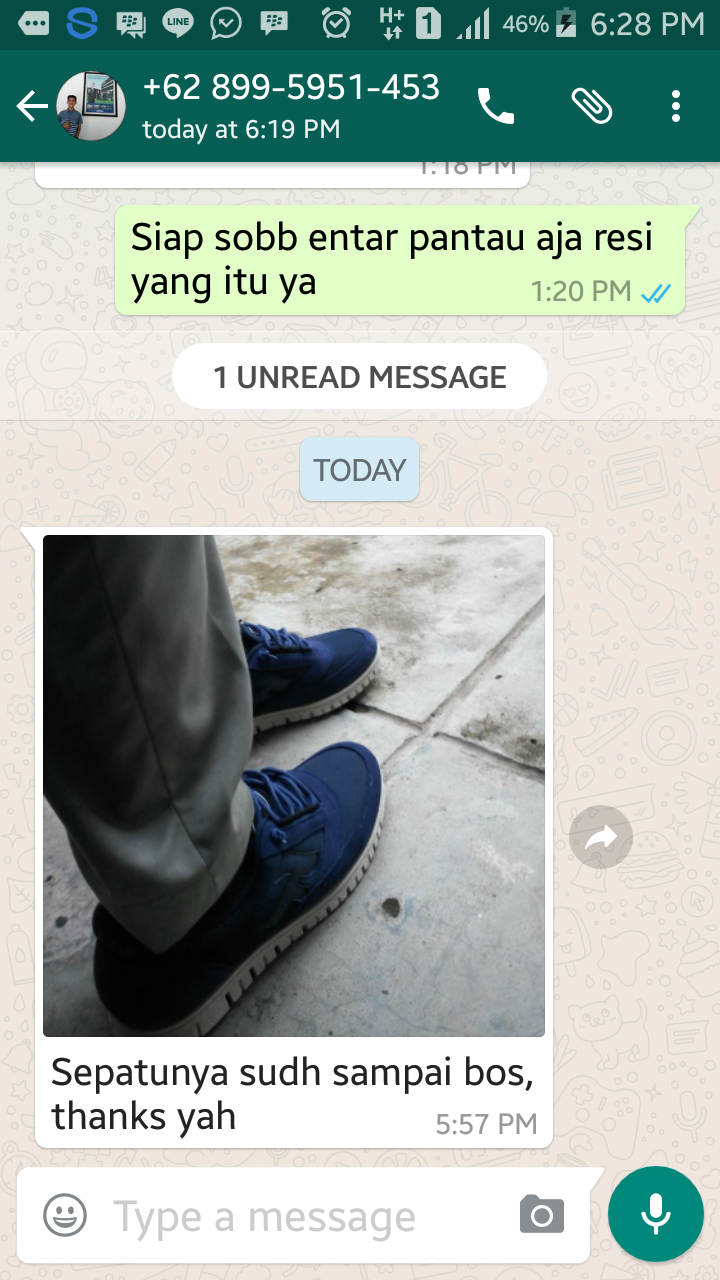 LINE
H+
1
46%
6:28 PM
+62 899-5951-453
today at 6:19 PM
1:18 PM
Siap sobb entar pantau aja resi
yang itu ya
1:20 PM
1 UNREAD MESSAGE
TODAY
Sepatunya sudh sampai bos,
thanks yah
5:57 PM
Type a message